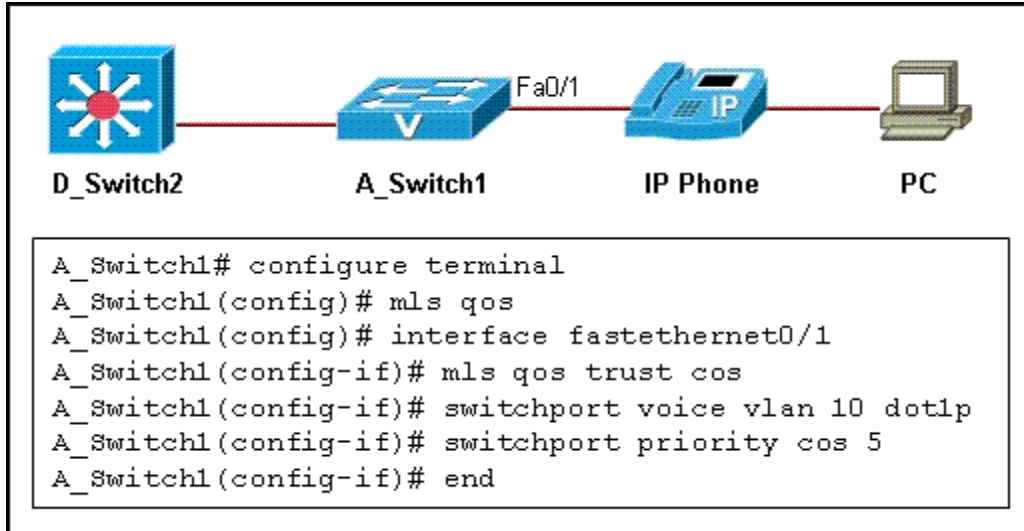 Fa0/1
V
IP
D_Switch2
A_Switch1
IP Phone
PC
A_Switch1# configure terminal
A_Switch1(config)# mls qos
A_Switch1(config)# interface fastethernet0/1
A_Switch1(config-if)# mls qos trust cos
A_Switch1(config-if)# switchport voice vlan 10 dot1p
A_Switch1(config-if)# switchport priority cos 5
A_Switch1(config-if)# end